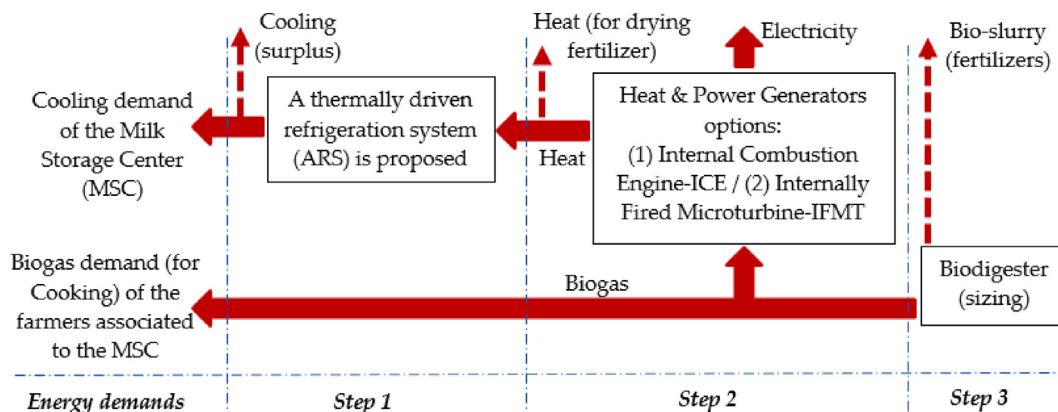 Cooling
(surplus)
Heat (for drying
fertilizer)
Electricity
Bio-slurry
(fertilizers)
Cooling demand
of the Milk
Storage Center
(MSC)
A thermally driven
refrigeration system
(ARS) is proposed
Heat
Heat & Power Generators
options:
(1) Internal Combustion
Engine-ICE / (2) Internally
Fired Microturbine-IFMT
Biogas demand (for
Cooking) of the
farmers associated
to the MSC
Biogas
Biodigester
(sizing)
Energy demands
Step 1
Step 2
Step 3